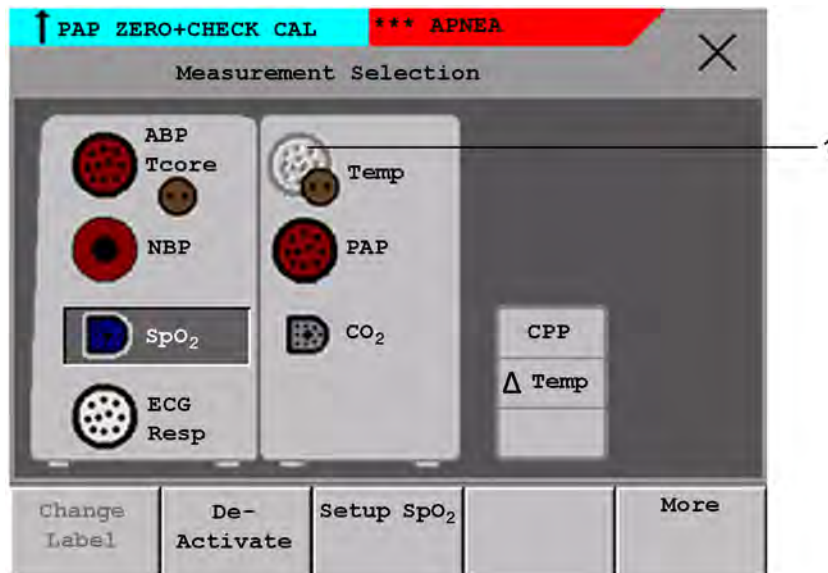 ↑ PAP ZERO+CHECK CAL
*** APNEA
Measurement Selection
ABP
Tcore
NBP
SpO₂
ECG
Resp
Temp
PAP
CO₂
CPP
Δ Temp
Change
Label
De-
Activate
Setup SpO₂
More